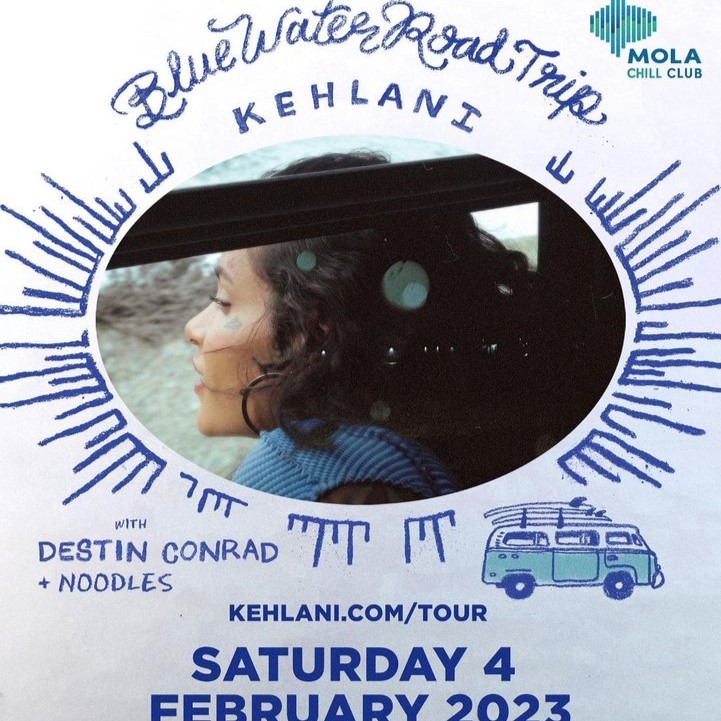 Blue Water Road Trip
KEHLANI
MOLA
CHILL CLUB
WITH
DESTIN CONRAD
+ NOODLES
KEHLANI.COM/TOUR
SATURDAY 4
FEBRUARY 2023